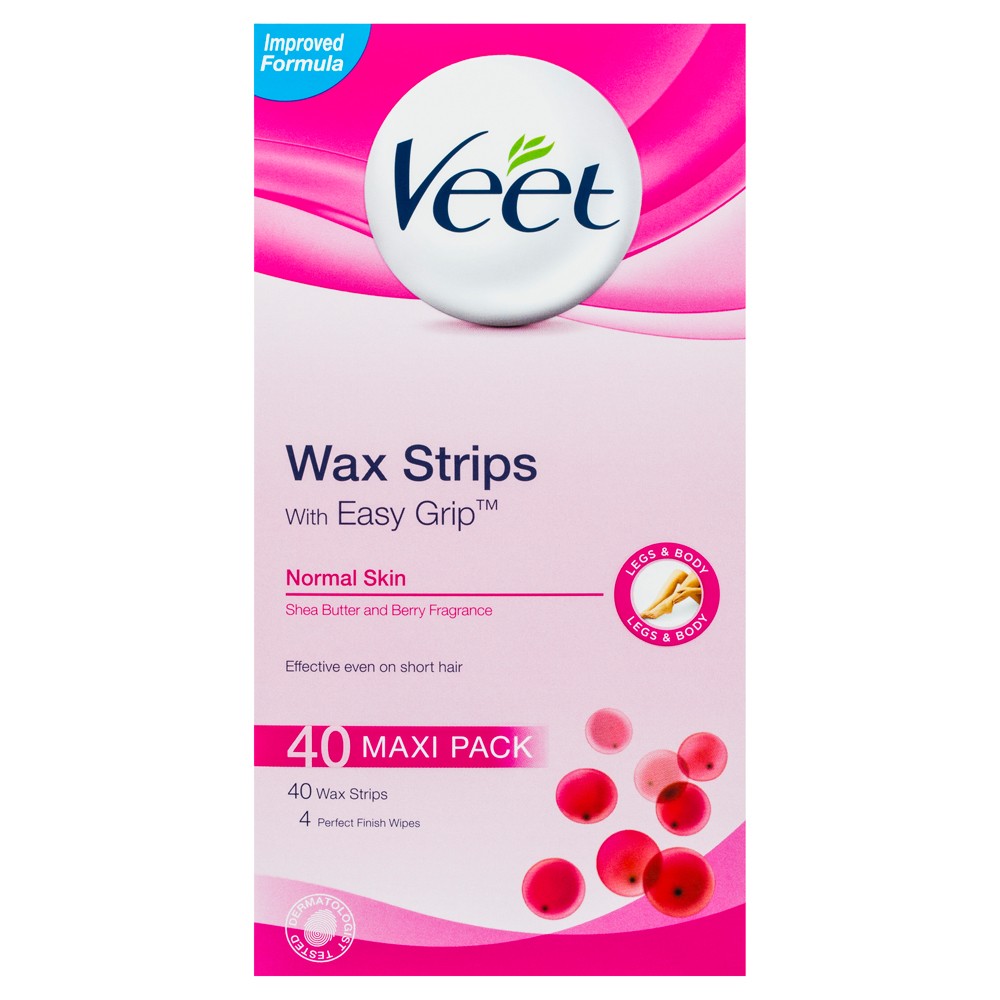 Improved
Formula
Veet
Wax Strips
With Easy Grip™
Normal Skin
Shea Butter and Berry Fragrance
LEGS & BODY
LEGS & BODY
Effective even on short hair
40 MAXI PACK
40 Wax Strips
4 Perfect Finish Wipes
DERMATOLOGIST TESTED